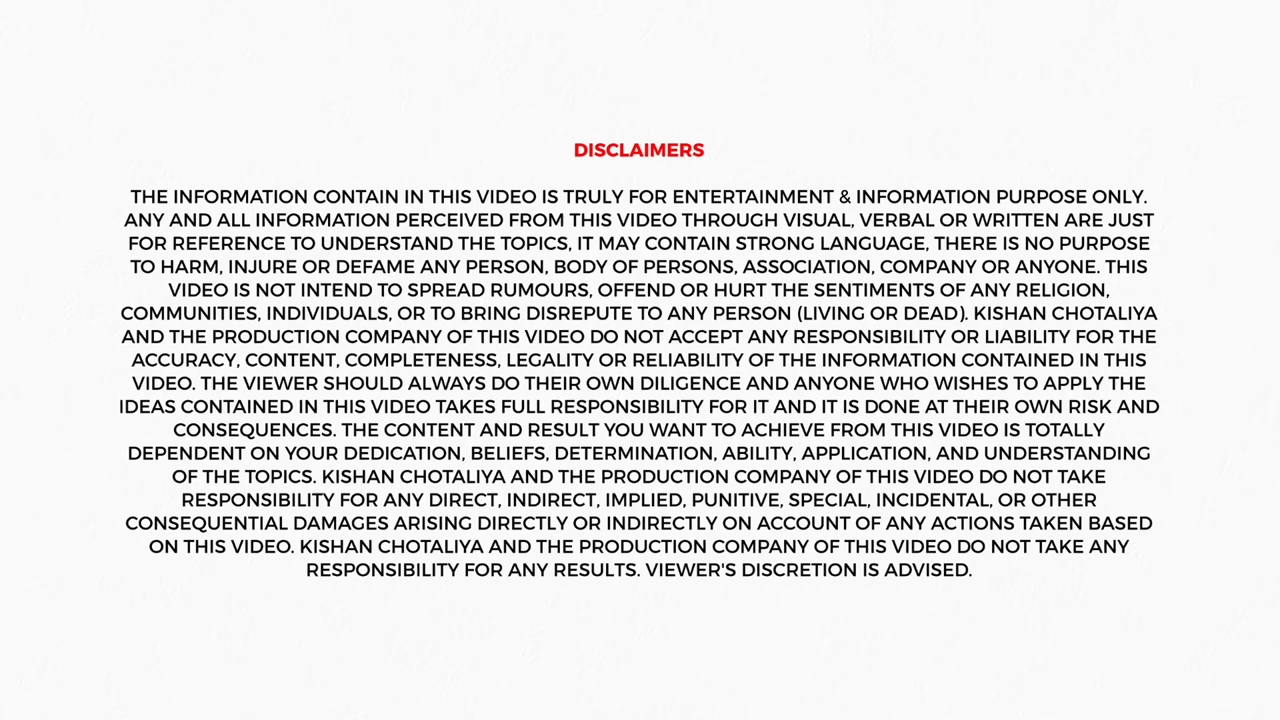 DISCLAIMERS
THE INFORMATION CONTAIN IN THIS VIDEO IS TRULY FOR ENTERTAINMENT & INFORMATION PURPOSE ONLY.
ANY AND ALL INFORMATION PERCEIVED FROM THIS VIDEO THROUGH VISUAL, VERBAL OR WRITTEN ARE JUST
FOR REFERENCE TO UNDERSTAND THE TOPICS, IT MAY CONTAIN STRONG LANGUAGE, THERE IS NO PURPOSE
TO HARM, INJURE OR DEFAME ANY PERSON, BODY OF PERSONS, ASSOCIATION, COMPANY OR ANYONE. THIS
VIDEO IS NOT INTEND TO SPREAD RUMOURS, OFFEND OR HURT THE SENTIMENTS OF ANY RELIGION,
COMMUNITIES, INDIVIDUALS, OR TO BRING DISREPUTE TO ANY PERSON (LIVING OR DEAD). KISHAN CHOTALIYA
AND THE PRODUCTION COMPANY OF THIS VIDEO DO NOT ACCEPT ANY RESPONSIBILITY OR LIABILITY FOR THE
ACCURACY, CONTENT, COMPLETENESS, LEGALITY OR RELIABILITY OF THE INFORMATION CONTAINED IN THIS
VIDEO. THE VIEWER SHOULD ALWAYS DO THEIR OWN DILIGENCE AND ANYONE WHO WISHES TO APPLY THE
IDEAS CONTAINED IN THIS VIDEO TAKES FULL RESPONSIBILITY FOR IT AND IT IS DONE AT THEIR OWN RISK AND
CONSEQUENCES. THE CONTENT AND RESULT YOU WANT TO ACHIEVE FROM THIS VIDEO IS TOTALLY
DEPENDENT ON YOUR DEDICATION, BELIEFS, DETERMINATION, ABILITY, APPLICATION, AND UNDERSTANDING
OF THE TOPICS. KISHAN CHOTALIYA AND THE PRODUCTION COMPANY OF THIS VIDEO DO NOT TAKE
RESPONSIBILITY FOR ANY DIRECT, INDIRECT, IMPLIED, PUNITIVE, SPECIAL, INCIDENTAL, OR OTHER
CONSEQUENTIAL DAMAGES ARISING DIRECTLY OR INDIRECTLY ON ACCOUNT OF ANY ACTIONS TAKEN BASED
ON THIS VIDEO. KISHAN CHOTALIYA AND THE PRODUCTION COMPANY OF THIS VIDEO DO NOT TAKE ANY
RESPONSIBILITY FOR ANY RESULTS. VIEWER'S DISCRETION IS ADVISED.